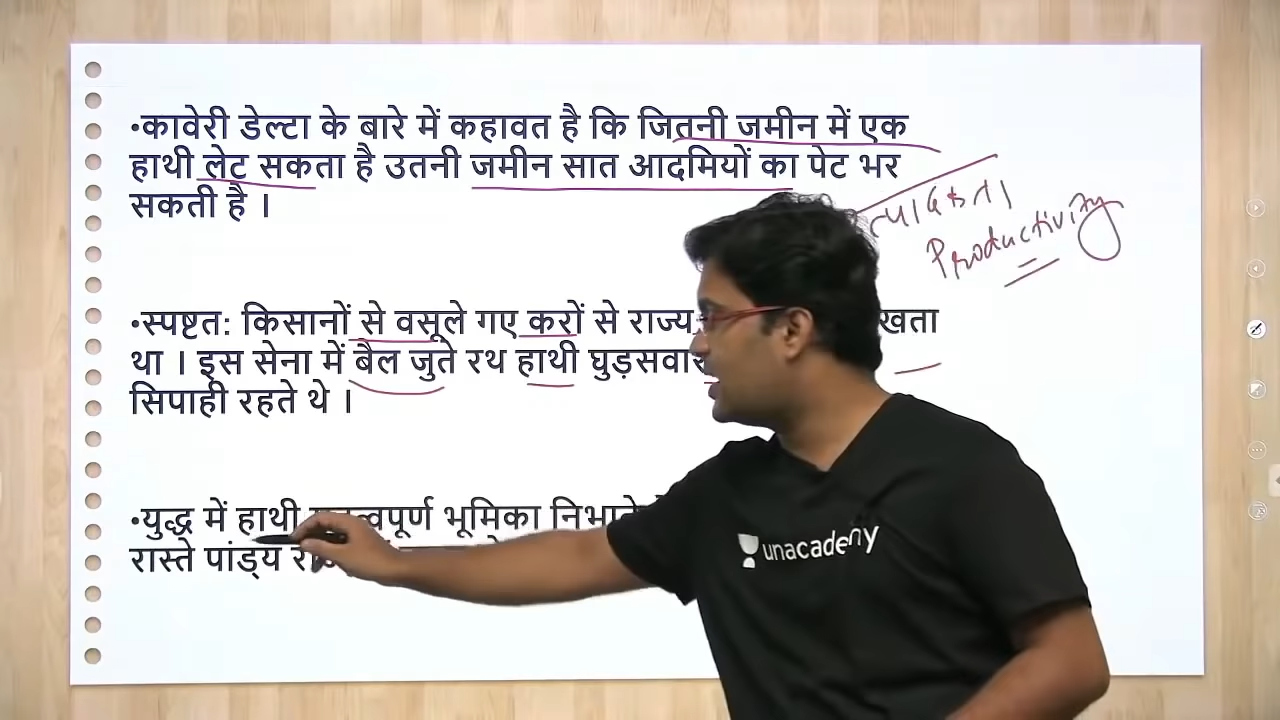 •कावेरी डेल्टा के बारे में कहावत है कि जितनी जमीन में एक
हाथी लेट सकता है उतनी जमीन सात आदमियों का पेट भर
सकती है ।
Productivity
•स्पष्टत: किसानों से वसूले गए करों से राज्य
था । इस सेना में बैल जुते रथ हाथी
सिपाही रहते थे ।
•युद्ध में हाथी भूमिका निभाते
रास्ते पांड्य
unacademy